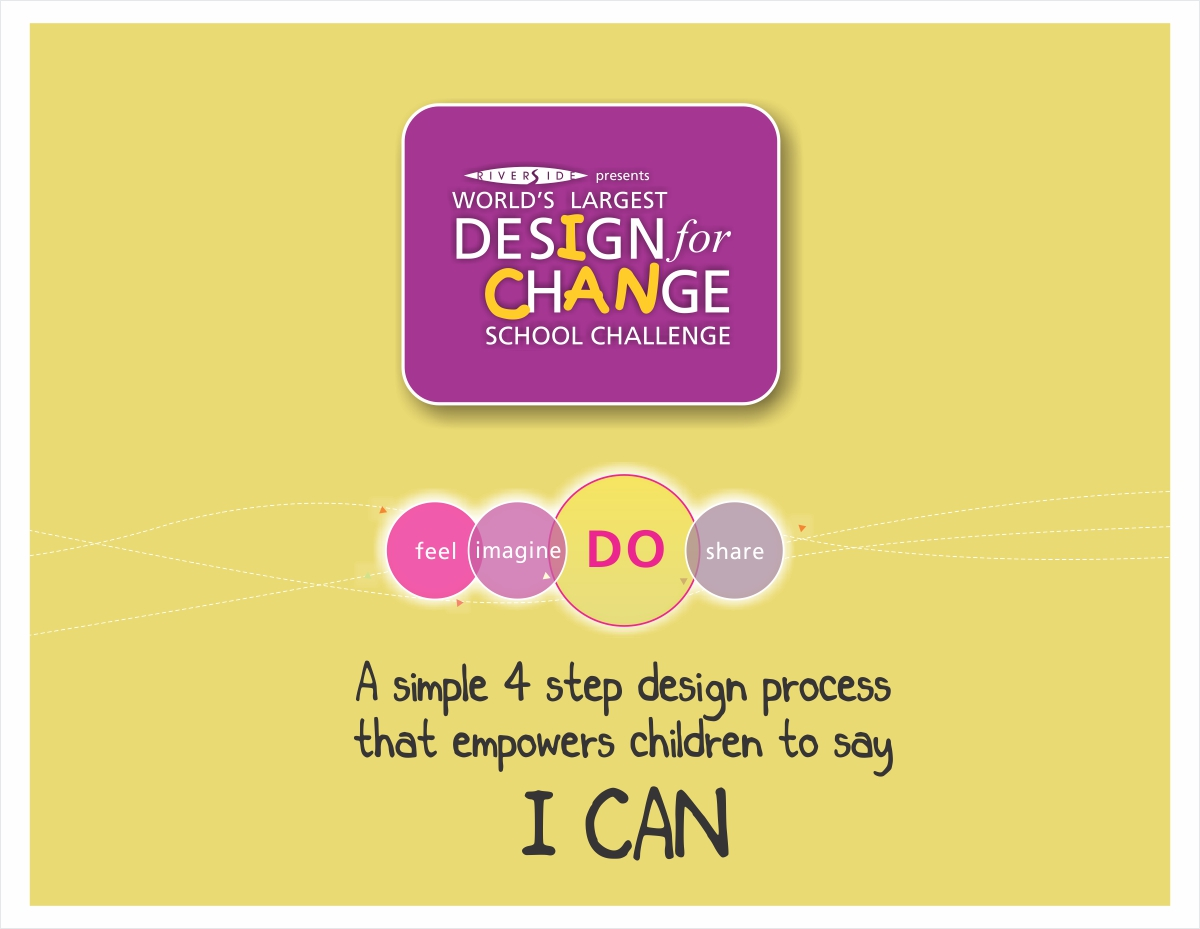 RIVERSIDE presents
WORLD'S LARGEST
DESIGN for
CHANGE
SCHOOL CHALLENGE
feel imagine DO share
A simple 4 step design process
that empowers children to say
I CAN